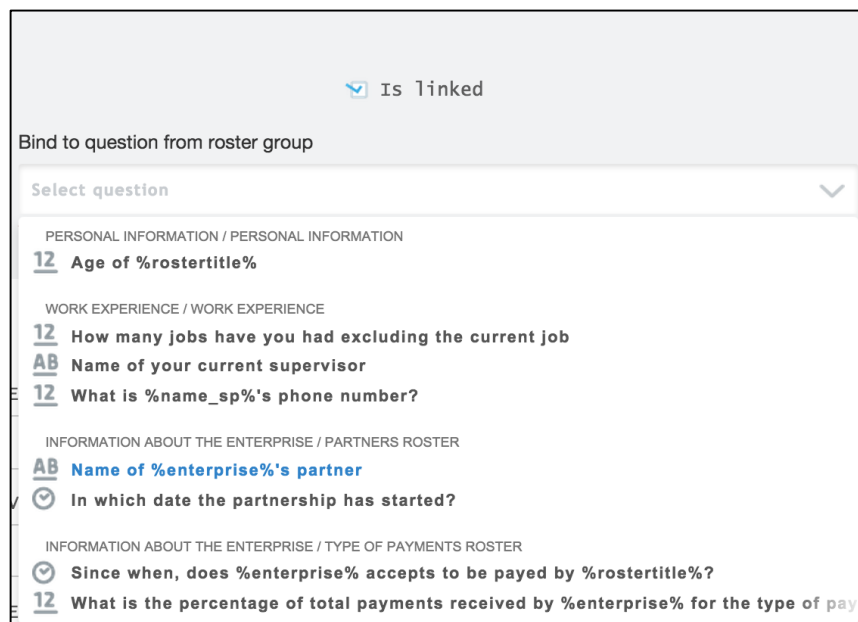 Is linked
Bind to question from roster group
Select question
PERSONAL INFORMATION / PERSONAL INFORMATION
12 Age of %rostertitle%
WORK EXPERIENCE / WORK EXPERIENCE
12 How many jobs have you had excluding the current job
AB Name of your current supervisor
12 What is %name_sp%'s phone number?
INFORMATION ABOUT THE ENTERPRISE / PARTNERS ROSTER
AB Name of %enterprise%'s partner
In which date the partnership has started?
INFORMATION ABOUT THE ENTERPRISE / TYPE OF PAYMENTS ROSTER
Since when, does %enterprise% accepts to be payed by %rostertitle%?
12 What is the percentage of total payments received by %enterprise% for the type of pay